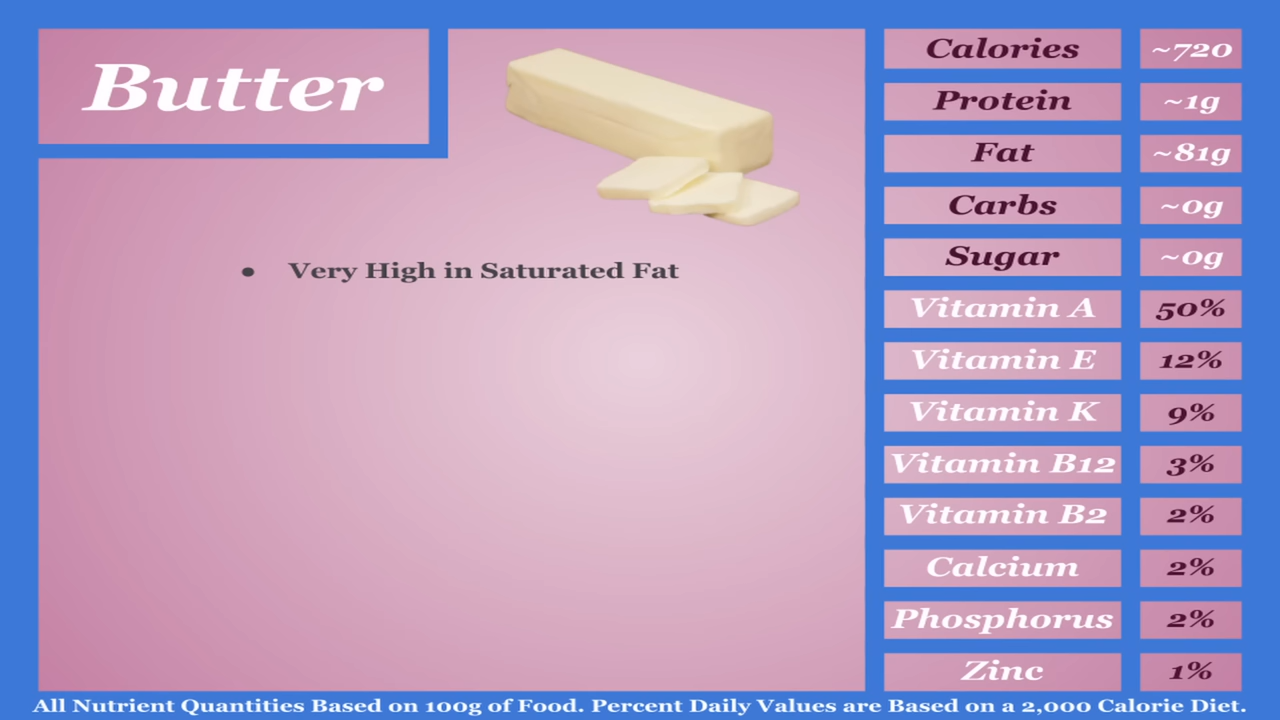 Butter
• Very High in Saturated Fat
Calories ~720
Protein ~1g
Fat ~81g
Carbs ~0g
Sugar ~0g
Vitamin A 50%
Vitamin E 12%
Vitamin K 9%
Vitamin B12 3%
Vitamin B2 2%
Calcium 2%
Phosphorus 2%
Zinc 1%
All Nutrient Quantities Based on 100g of Food. Percent Daily Values are Based on a 2,000 Calorie Diet.